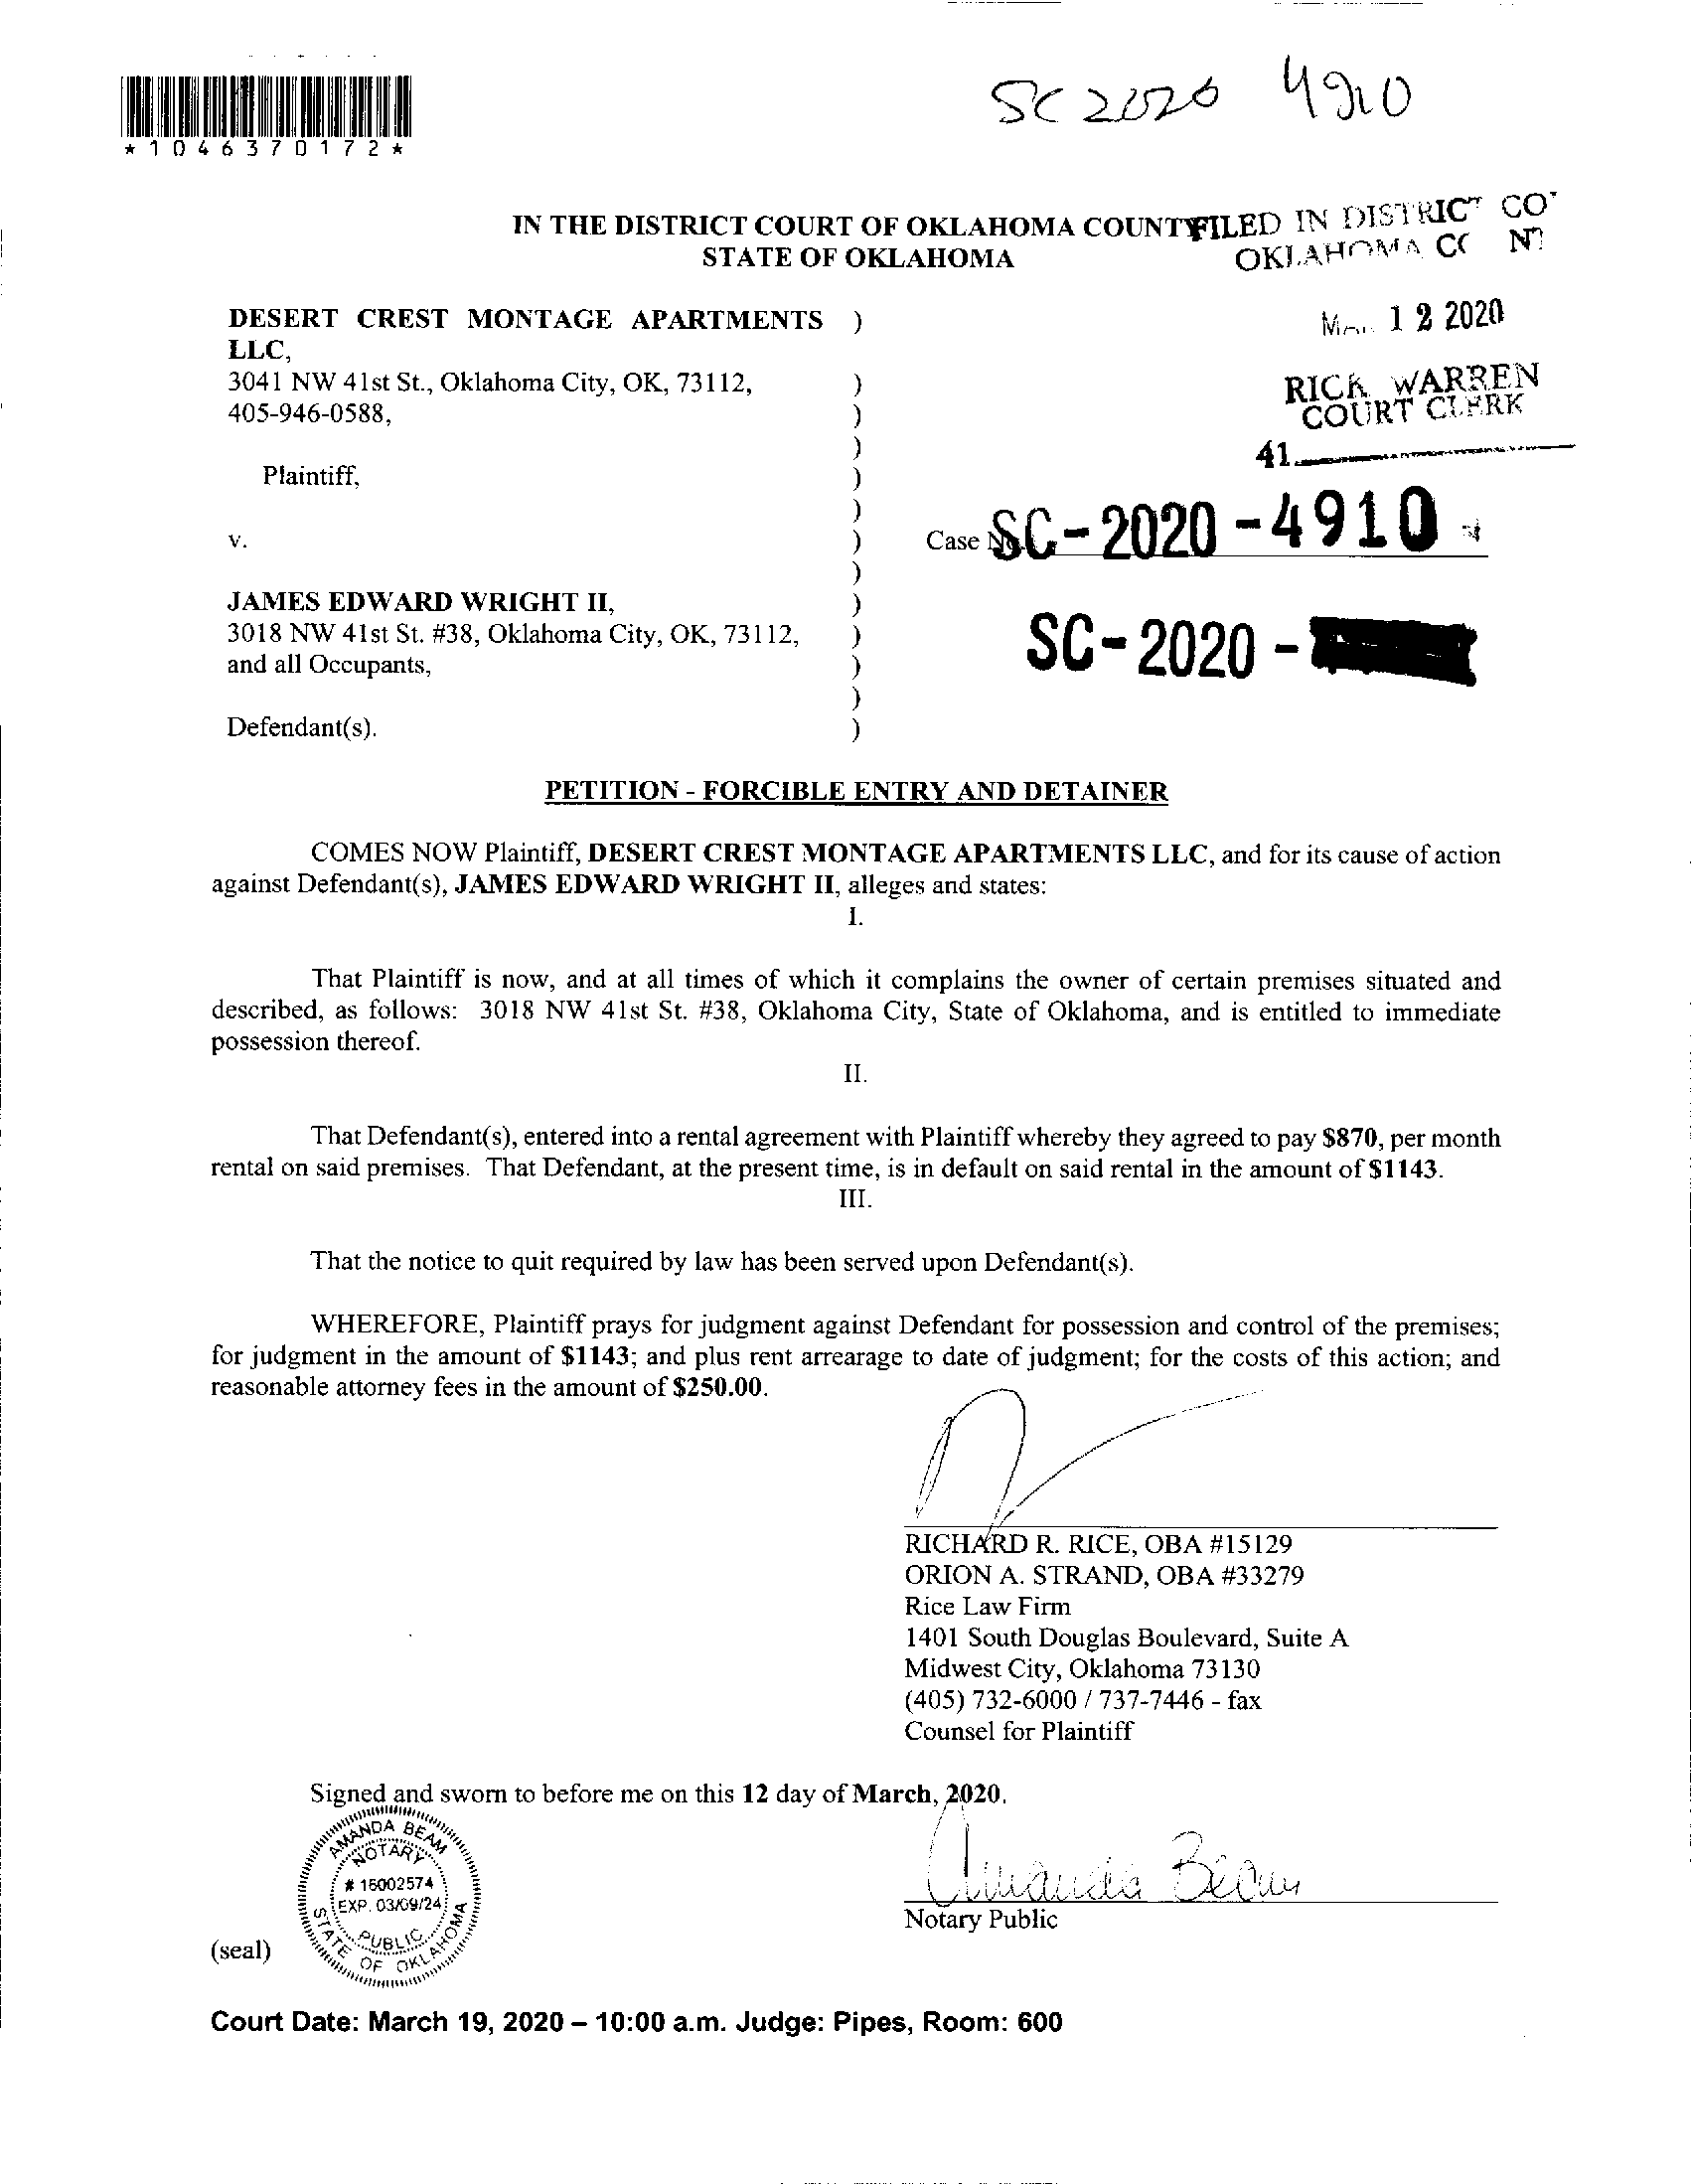 SC 2020 4910
*1046370172*
IN THE DISTRICT COURT OF OKLAHOMA COUNTY
STATE OF OKLAHOMA
FILED IN DISTRICT
OKLAHOMA
12 2020
RICK WARREN
COURT CLERK
41
DESERT CREST MONTAGE APARTMENTS )
LLC,
3041 NW 41st St., Oklahoma City, OK, 73112, )
405-946-0588, )
)
Plaintiff, )
)
v. )
Case No. SC-2020-4910
)
JAMES EDWARD WRIGHT II, )
3018 NW 41st St. #38, Oklahoma City, OK, 73112, )
SC-2020-
and all Occupants, )
)
Defendant(s). )
PETITION - FORCIBLE ENTRY AND DETAINER
COMES NOW Plaintiff, DESERT CREST MONTAGE APARTMENTS LLC, and for its cause of action
against Defendant(s), JAMES EDWARD WRIGHT II, alleges and states:
I.
That Plaintiff is now, and at all times of which it complains the owner of certain premises situated and
described, as follows: 3018 NW 41st St. #38, Oklahoma City, State of Oklahoma, and is entitled to immediate
possession thereof.
II.
That Defendant(s), entered into a rental agreement with Plaintiff whereby they agreed to pay $870, per month
rental on said premises. That Defendant, at the present time, is in default on said rental in the amount of $1143.
III.
That the notice to quit required by law has been served upon Defendant(s).
WHEREFORE, Plaintiff prays for judgment against Defendant for possession and control of the premises;
for judgment in the amount of $1143; and plus rent arrearage to date of judgment; for the costs of this action; and
reasonable attorney fees in the amount of $250.00.
RICHARD R. RICE, OBA #15129
ORION A. STRAND, OBA #33279
Rice Law Firm
1401 South Douglas Boulevard, Suite A
Midwest City, Oklahoma 73130
(405) 732-6000 / 737-7446 - fax
Counsel for Plaintiff
Signed and sworn to before me on this 12 day of March, 2020.
AMANDA BEAM
NOTARY
# 16002574
EXP. 03/09/24
PUBLIC
STATE OF OKLAHOMA
Amanda Beam
Notary Public
(seal)
Court Date: March 19, 2020 – 10:00 a.m. Judge: Pipes, Room: 600